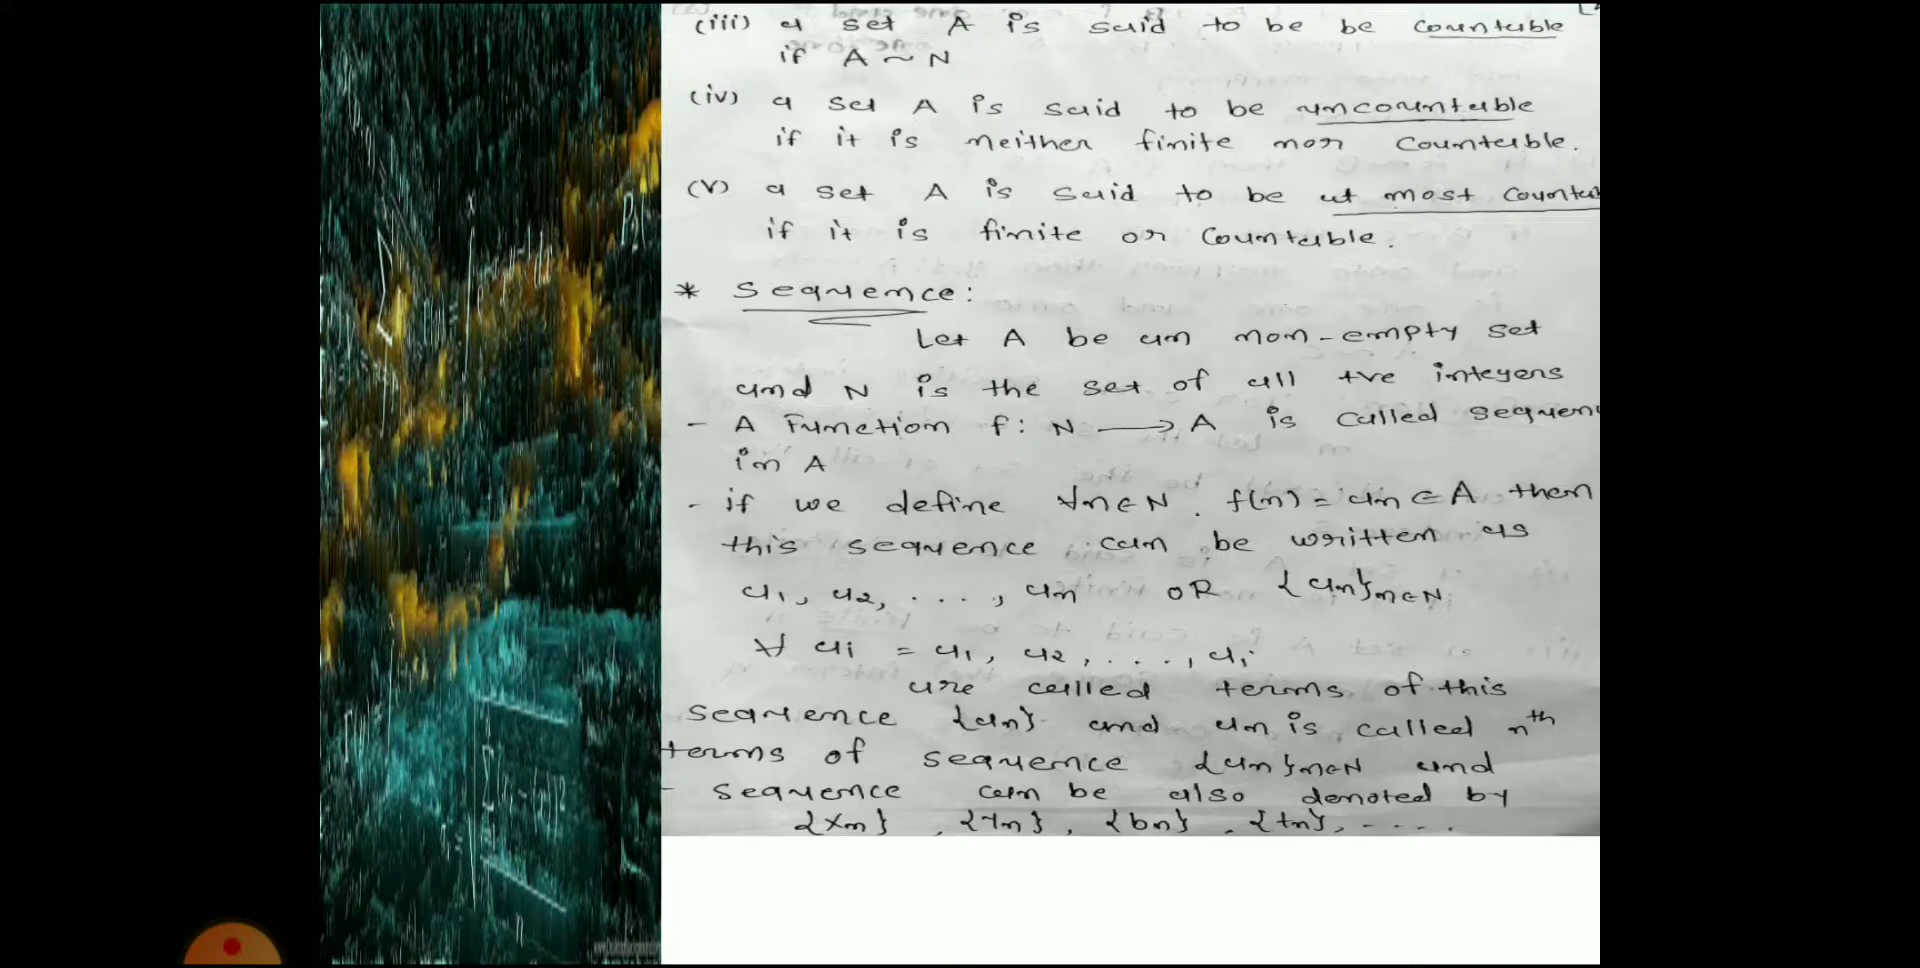 (iii) a set A is said to be be countable
if A ~ N
(iv) a set A is said to be uncountable
if it is neither finite nor countable.
(v) a set A is said to be at most countab
if it is finite or countable.
* Sequence:
Let A be an non-empty set
and N is the set of all +ve integers
- A Function f: N ⟶ A is called sequen
in A
- if we define ∀n∈N. f(n) = an ∈ A then
this sequence can be written as
a1, a2, . . . , an OR {an}n∈N
∀ ai = a1, a2, . . . , ai
are called terms of this
sequence {an} and an is called nth
terms of sequence {an}n∈N and
- sequence can be also denoted by
{xn}, {yn}, {bn}, {tn}, - - - .